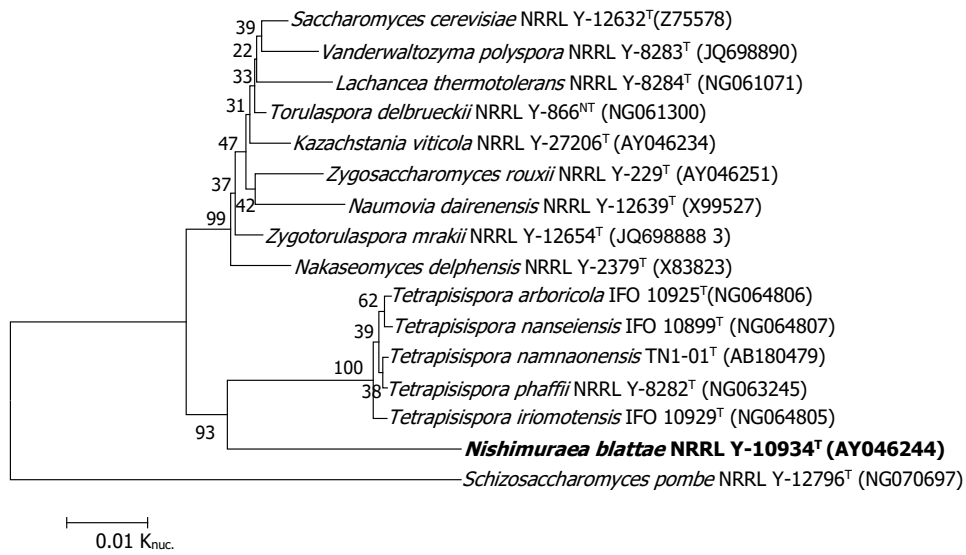 39
Saccharomyces cerevisiae NRRL Y-12632ᵀ(Z75578)
22
Vanderwaltozyma polyspora NRRL Y-8283ᵀ (JQ698890)
33
Lachancea thermotolerans NRRL Y-8284ᵀ (NG061071)
31
Torulaspora delbrueckii NRRL Y-866ᴺᵀ (NG061300)
47
Kazachstania viticola NRRL Y-27206ᵀ (AY046234)
37
Zygosaccharomyces rouxii NRRL Y-229ᵀ (AY046251)
42
Naumovia dairenensis NRRL Y-12639ᵀ (X99527)
99
Zygotorulaspora mrakii NRRL Y-12654ᵀ (JQ698888 3)
Nakaseomyces delphensis NRRL Y-2379ᵀ (X83823)
62
Tetrapisispora arboricola IFO 10925ᵀ(NG064806)
39
Tetrapisispora nanseiensis IFO 10899ᵀ (NG064807)
100
Tetrapisispora namnaonensis TN1-01ᵀ (AB180479)
38
Tetrapisispora phaffii NRRL Y-8282ᵀ (NG063245)
Tetrapisispora iriomotensis IFO 10929ᵀ (NG064805)
93
Nishimuraea blattae NRRL Y-10934ᵀ (AY046244)
Schizosaccharomyces pombe NRRL Y-12796ᵀ (NG070697)
0.01 Knuc.